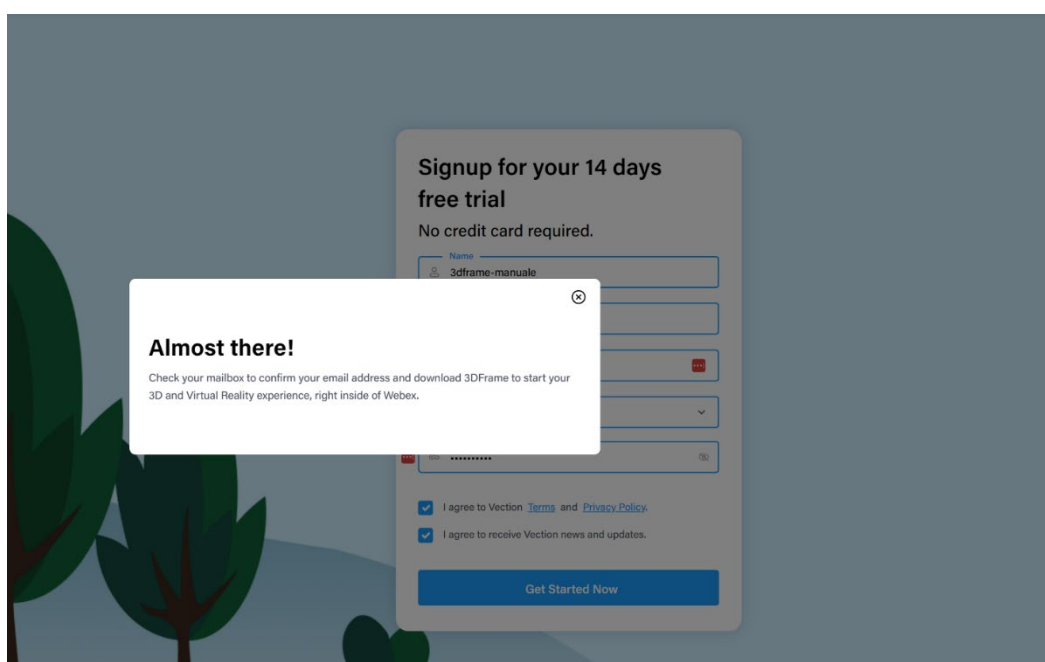 Signup for your 14 days
free trial
No credit card required.
Name
3dframe-manuale
Almost there!
Check your mailbox to confirm your email address and download 3DFrame to start your
3D and Virtual Reality experience, right inside of Webex.
••••••••••
I agree to Vection Terms and Privacy Policy.
I agree to receive Vection news and updates.
Get Started Now